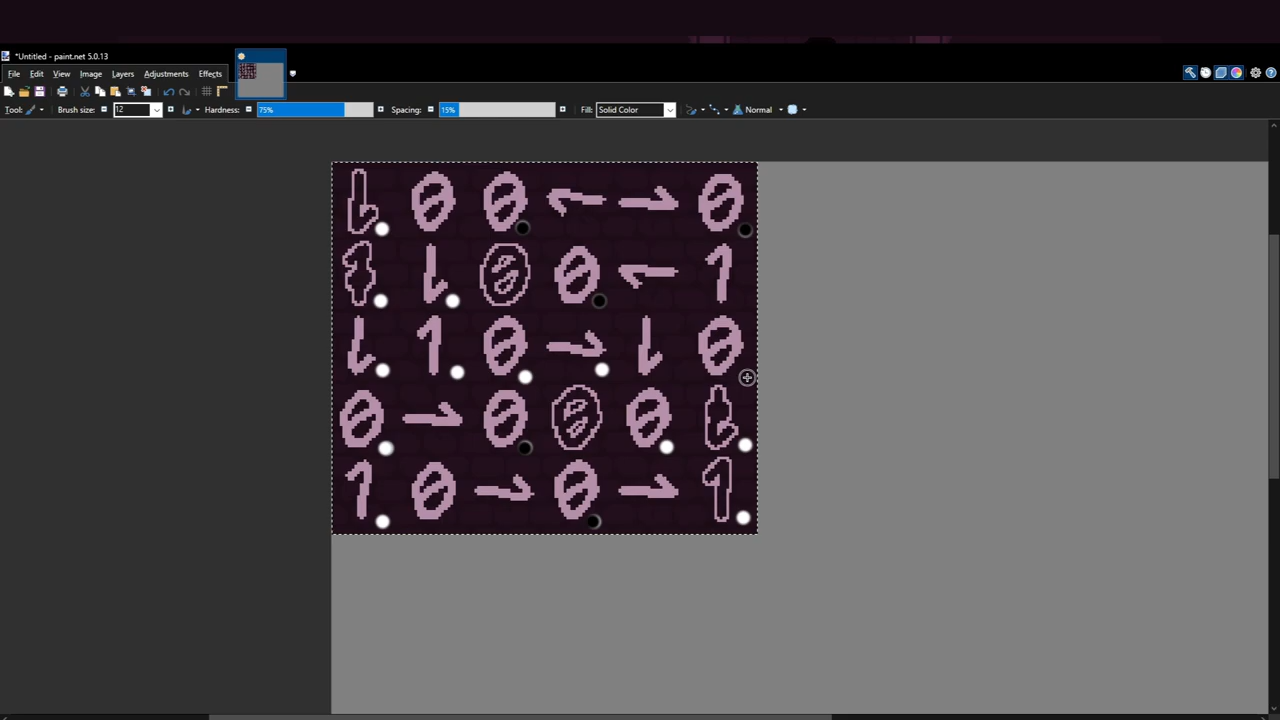 *Untitled - paint.net 5.0.13
File Edit View Image Layers Adjustments Effects
Tool: Brush size: 12 Hardness: 75% Spacing: 15% Fill: Solid Color Normal